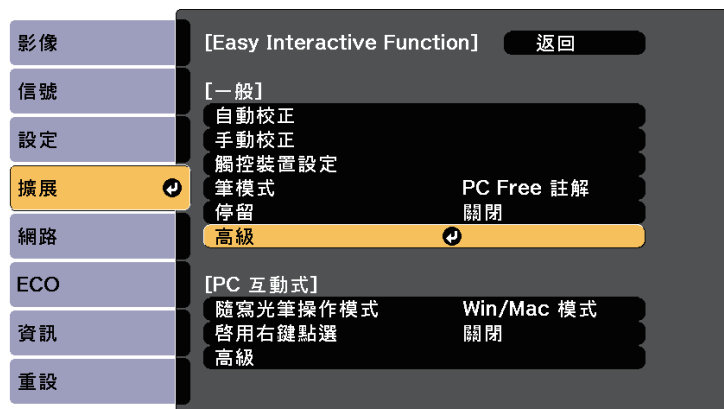 影像
信號
設定
擴展
網路
ECO
資訊
重設
[Easy Interactive Function] 返回
[一般]
自動校正
手動校正
觸控裝置設定
筆模式 PC Free 註解
停留 關閉
高級
[PC 互動式]
隨寫光筆操作模式 Win/Mac 模式
啓用右鍵點選 關閉
高級